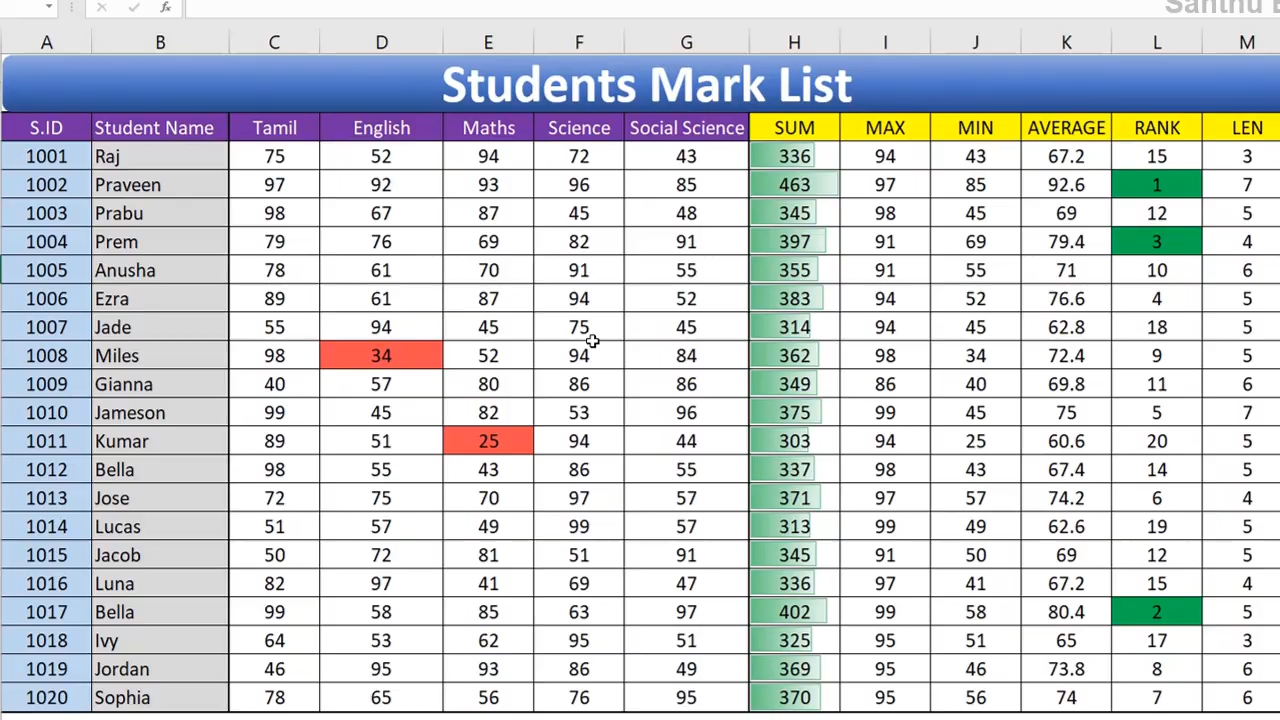 Santhu
fx
A B C D E F G H I J K L M
Students Mark List
S.ID Student Name Tamil English Maths Science Social Science SUM MAX MIN AVERAGE RANK LEN
1001 Raj 75 52 94 72 43 336 94 43 67.2 15 3
1002 Praveen 97 92 93 96 85 463 97 85 92.6 1 7
1003 Prabu 98 67 87 45 48 345 98 45 69 12 5
1004 Prem 79 76 69 82 91 397 91 69 79.4 3 4
1005 Anusha 78 61 70 91 55 355 91 55 71 10 6
1006 Ezra 89 61 87 94 52 383 94 52 76.6 4 5
1007 Jade 55 94 45 75 45 314 94 45 62.8 18 5
1008 Miles 98 34 52 94 84 362 98 34 72.4 9 5
1009 Gianna 40 57 80 86 86 349 86 40 69.8 11 6
1010 Jameson 99 45 82 53 96 375 99 45 75 5 7
1011 Kumar 89 51 25 94 44 303 94 25 60.6 20 5
1012 Bella 98 55 43 86 55 337 98 43 67.4 14 5
1013 Jose 72 75 70 97 57 371 97 57 74.2 6 4
1014 Lucas 51 57 49 99 57 313 99 49 62.6 19 5
1015 Jacob 50 72 81 51 91 345 91 50 69 12 5
1016 Luna 82 97 41 69 47 336 97 41 67.2 15 4
1017 Bella 99 58 85 63 97 402 99 58 80.4 2 5
1018 Ivy 64 53 62 95 51 325 95 51 65 17 3
1019 Jordan 46 95 93 86 49 369 95 46 73.8 8 6
1020 Sophia 78 65 56 76 95 370 95 56 74 7 6